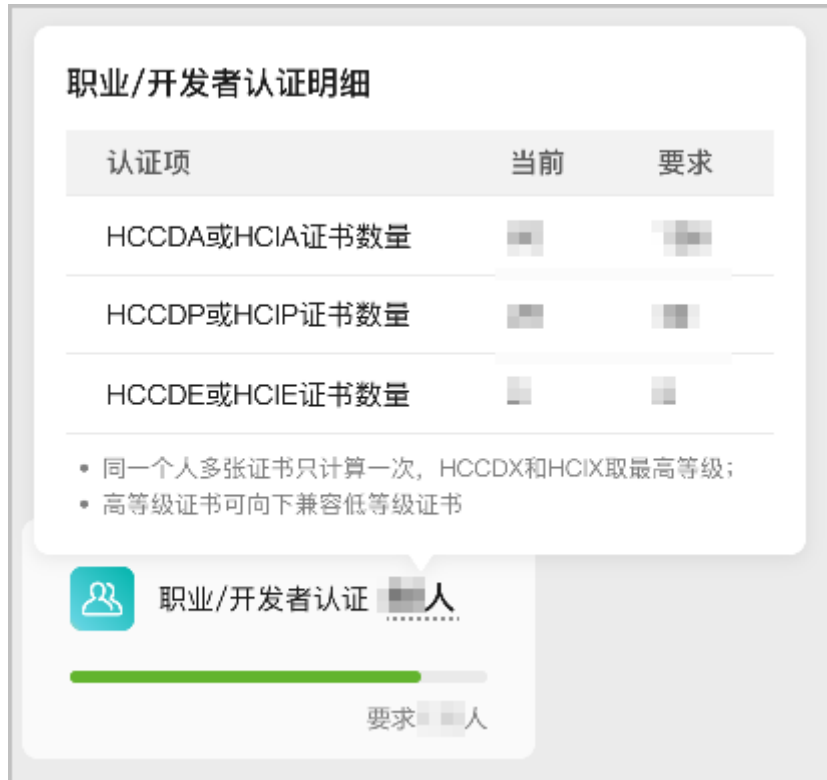 职业/开发者认证明细
认证项 当前 要求
HCCDA或HCIA证书数量
HCCDP或HCIP证书数量
HCCDE或HCIE证书数量
• 同一个人多张证书只计算一次，HCCDX和HCIX取最高等级；
• 高等级证书可向下兼容低等级证书
职业/开发者认证 人
要求 人